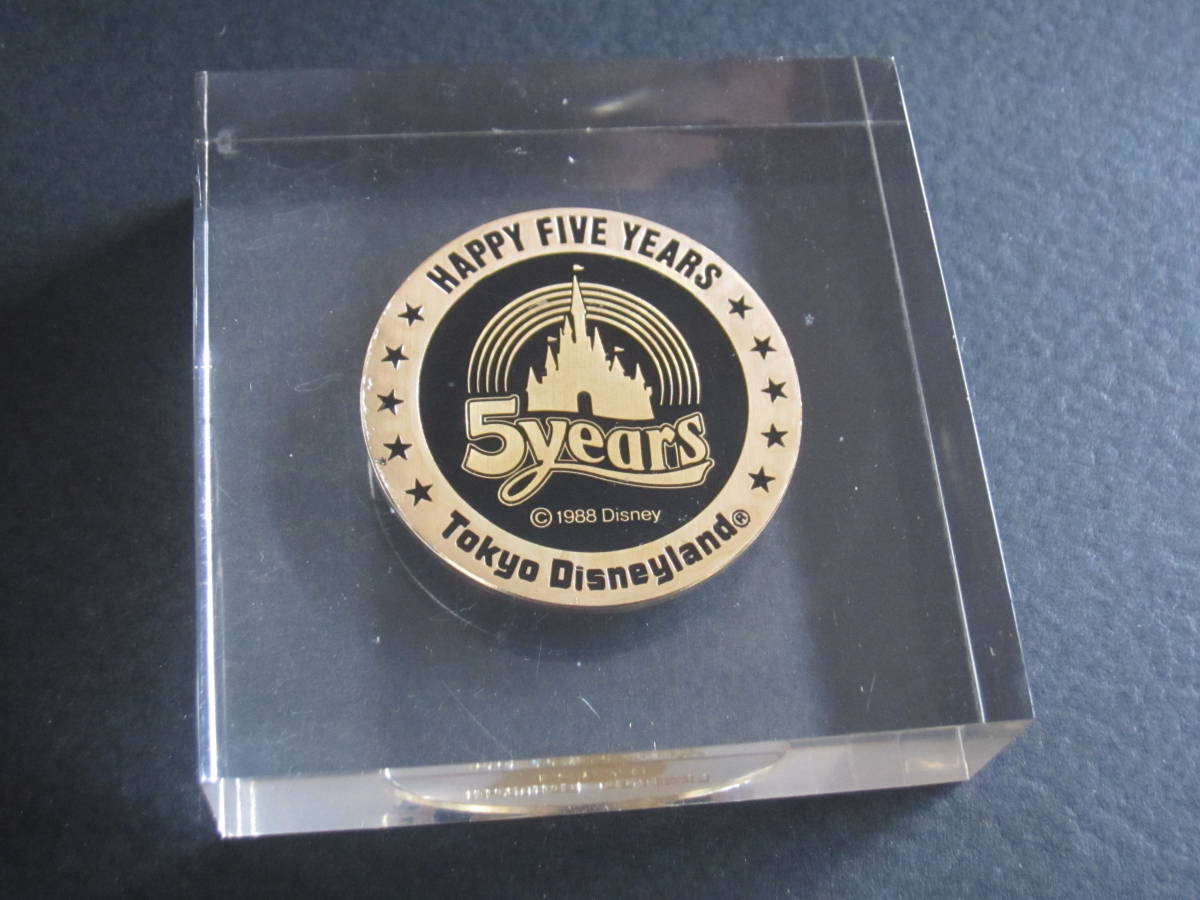 HAPPY FIVE YEARS
5years
© 1988 Disney
Tokyo Disneyland®